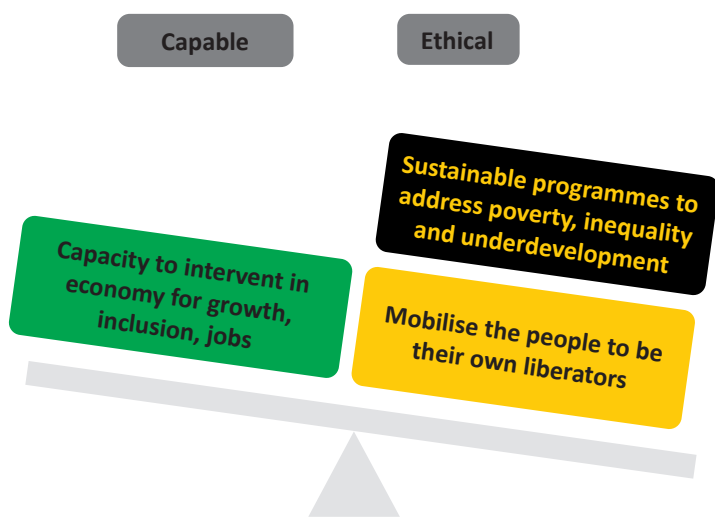 Capable
Ethical
Sustainable programmes to
address poverty, inequality
and underdevelopment
Capacity to intervent in
economy for growth,
inclusion, jobs
Mobilise the people to be
their own liberators